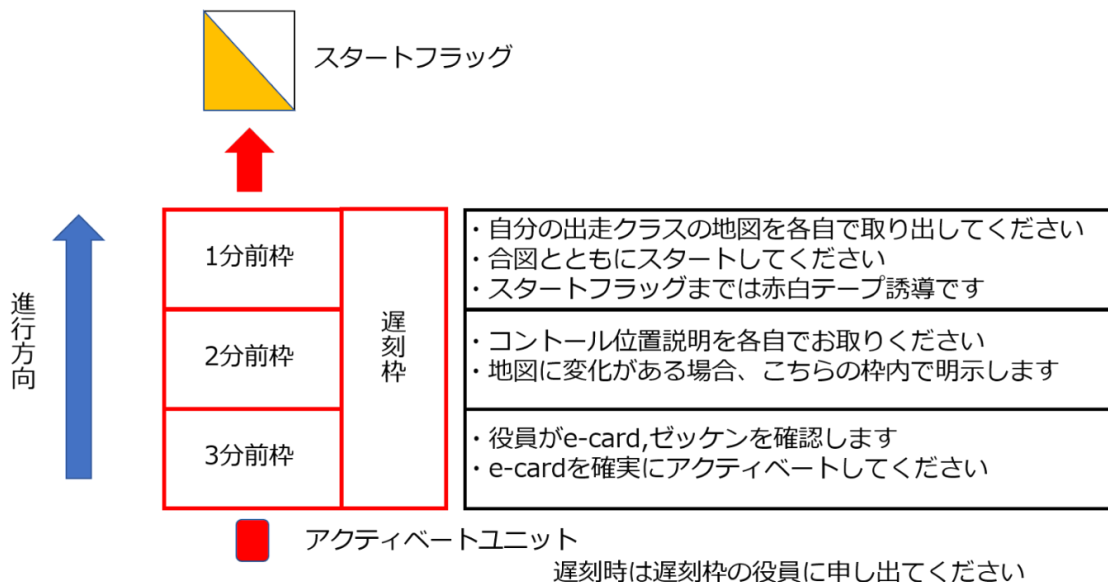 スタートフラッグ
進行方向
1分前枠
・自分の出走クラスの地図を各自で取り出してください
・合図とともにスタートしてください
・スタートフラッグまでは赤白テープ誘導です
2分前枠
遅刻枠
・コントロール位置説明を各自でお取りください
・地図に変化がある場合、こちらの枠内で明示します
3分前枠
・役員がe-card,ゼッケンを確認します
・e-cardを確実にアクティベートしてください
アクティベートユニット
遅刻時は遅刻枠の役員に申し出てください